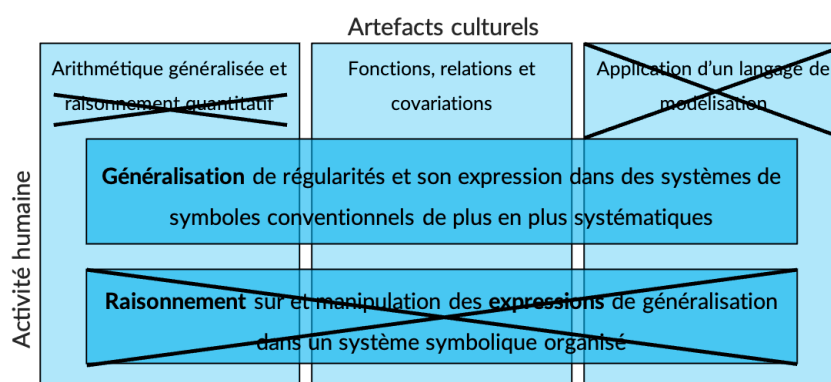 Artefacts culturels
Arithmétique généralisée et
raisonnement quantitatif
Fonctions, relations et
covariations
Application d'un langage de
modélisation
Activité humaine
Généralisation de régularités et son expression dans des systèmes de
symboles conventionnels de plus en plus systématiques
Raisonnement sur et manipulation des expressions de généralisation
dans un système symbolique organisé